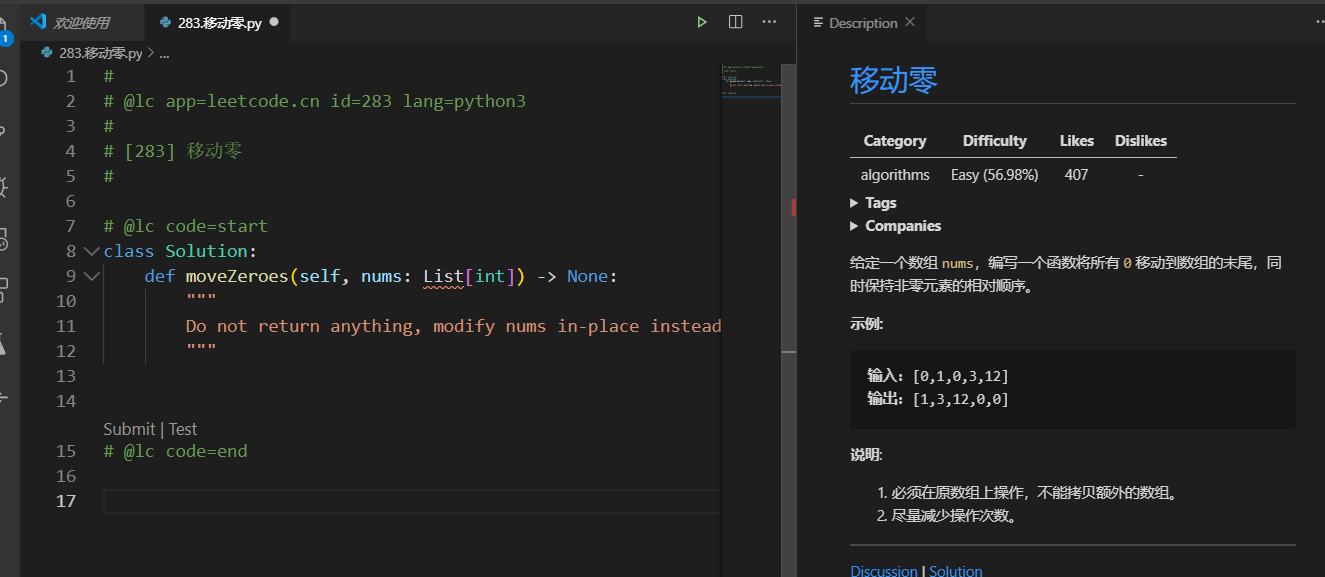 欢迎使用
283.移动零.py
Description
1
283.移动零.py > ...
1 #
2 # @lc app=leetcode.cn id=283 lang=python3
3 #
4 # [283] 移动零
5 #
6
7 # @lc code=start
8 class Solution:
9 def moveZeroes(self, nums: List[int]) -> None:
10 """
11 Do not return anything, modify nums in-place instead
12 """
13
14
Submit | Test
15 # @lc code=end
16
17
移动零
Category Difficulty Likes Dislikes
algorithms Easy (56.98%) 407 -
Tags
Companies
给定一个数组 nums，编写一个函数将所有 0 移动到数组的末尾，同
时保持非零元素的相对顺序。
示例:
输入: [0,1,0,3,12]
输出: [1,3,12,0,0]
说明:
1. 必须在原数组上操作，不能拷贝额外的数组。
2. 尽量减少操作次数。
Discussion | Solution